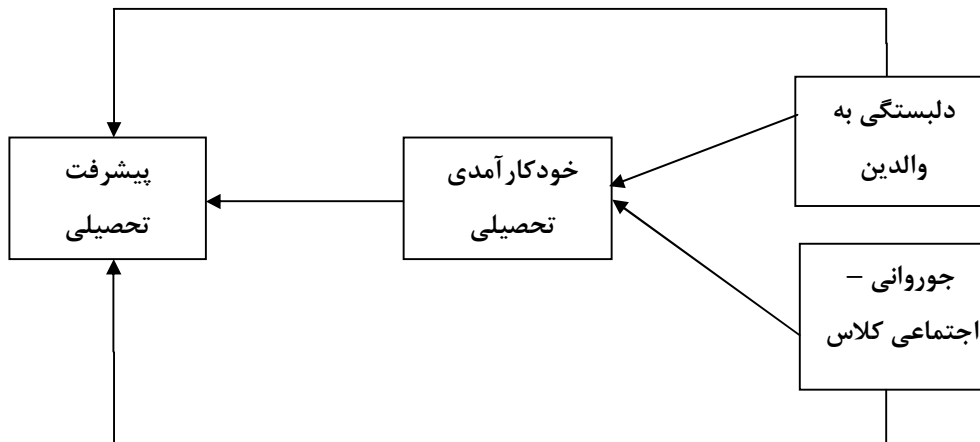 دلبستگی به
والدین
جوروانی –
اجتماعی کلاس
خودکارآمدی
تحصیلی
پیشرفت
تحصیلی